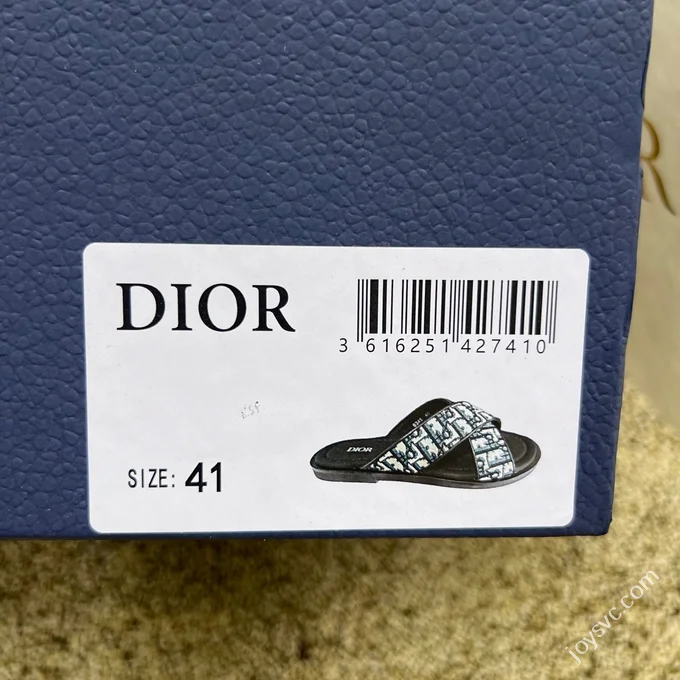 DIOR
3 616251 427410
DIOR
SIZE: 41
R
joysvc.com